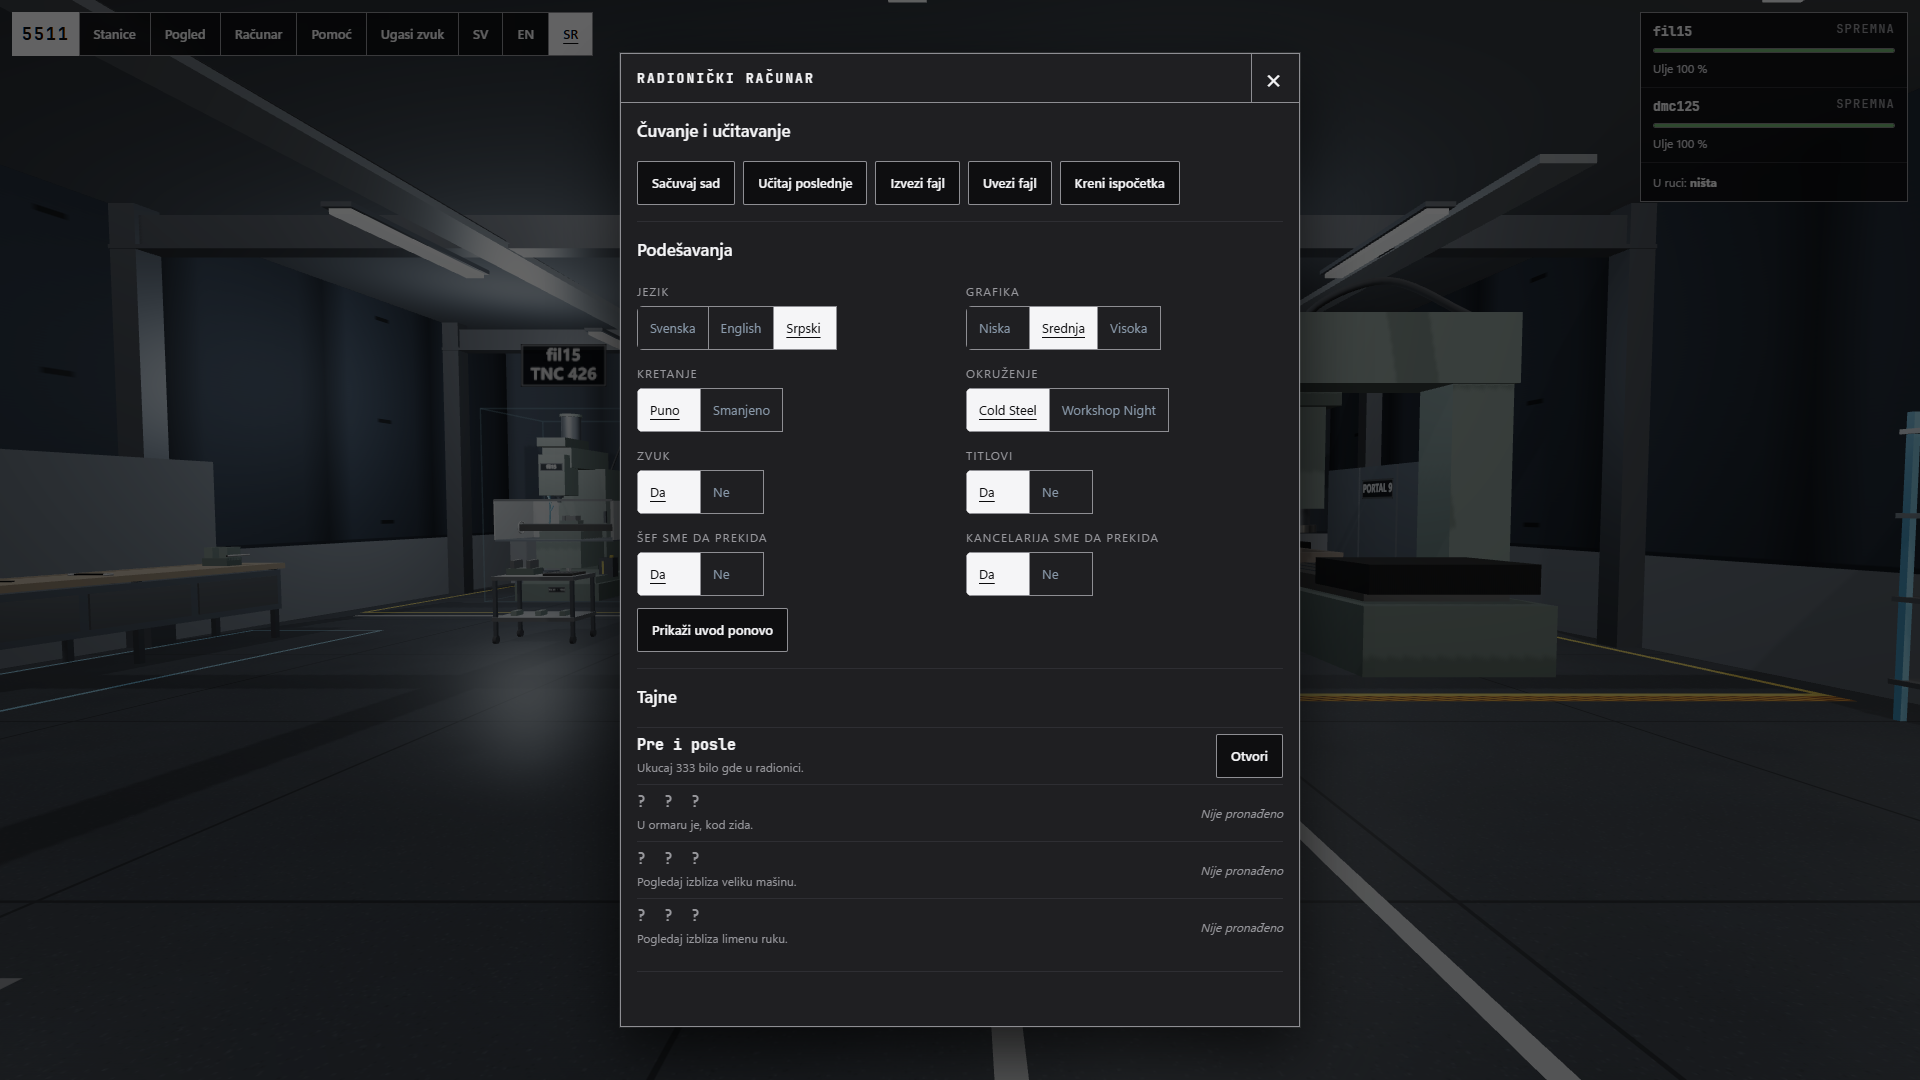 5511 Stanice Pogled Računar Pomoć Ugasi zvuk SV EN SR
fil15 SPREMNA
Ulje 100 %
dmc125 SPREMNA
Ulje 100 %
U ruci: ništa
RADIONIČKI RAČUNAR
Čuvanje i učitavanje
Sačuvaj sad Učitaj poslednje Izvezi fajl Uvezi fajl Kreni ispočetka
Podešavanja
JEZIK GRAFIKA
Svenska English Srpski Niska Srednja Visoka
KRETANJE OKRUŽENJE
Puno Smanjeno Cold Steel Workshop Night
ZVUK TITLOVI
Da Ne Da Ne
ŠEF SME DA PREKIDA KANCELARIJA SME DA PREKIDA
Da Ne Da Ne
Prikaži uvod ponovo
Tajne
Pre i posle
Ukucaj 333 bilo gde u radionici.
Otvori
? ? ?
U ormaru je, kod zida.
Nije pronađeno
? ? ?
Pogledaj izbliza veliku mašinu.
Nije pronađeno
? ? ?
Pogledaj izbliza limenu ruku.
Nije pronađeno
fil15
TNC 426
PORTAL 9